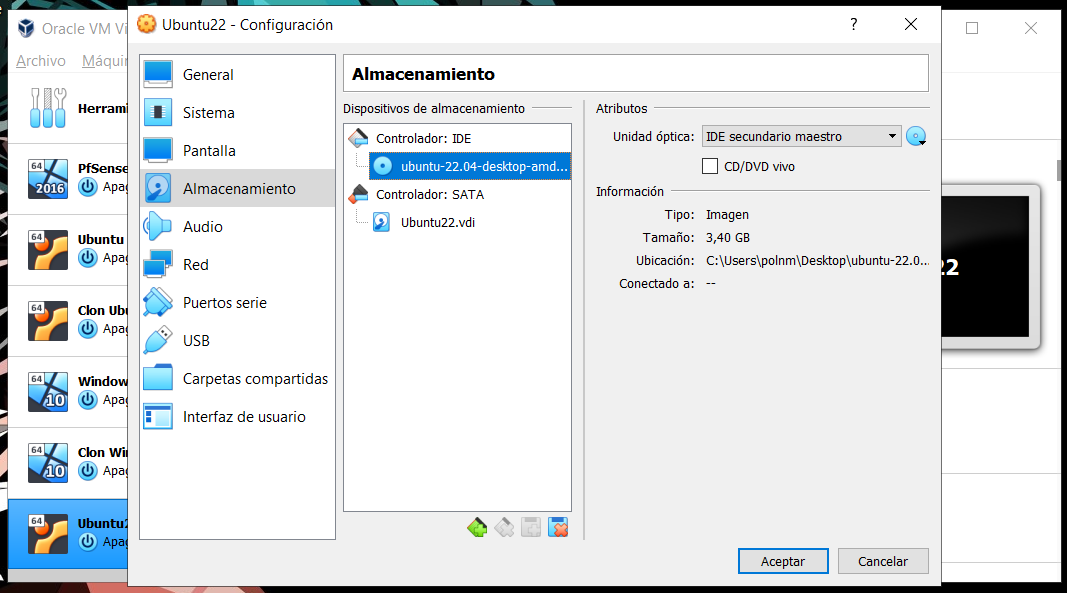 Oracle VM Vi
Archivo Máquin
Herrami
64
2016
PfSense
Apag
64
Ubuntu
Apag
64
Clon Ubu
Apag
64
10
Window
Apag
64
10
Clon Win
Apag
64
Ubuntu2
Apag
22
Ubuntu22 - Configuración
?
General
Sistema
Pantalla
Almacenamiento
Audio
Red
Puertos serie
USB
Carpetas compartidas
Interfaz de usuario
Almacenamiento
Dispositivos de almacenamiento
Controlador: IDE
ubuntu-22.04-desktop-amd...
Controlador: SATA
Ubuntu22.vdi
Atributos
Unidad óptica: IDE secundario maestro
CD/DVD vivo
Información
Tipo: Imagen
Tamaño: 3,40 GB
Ubicación: C:\Users\polnm\Desktop\ubuntu-22.0...
Conectado a: --
Aceptar Cancelar